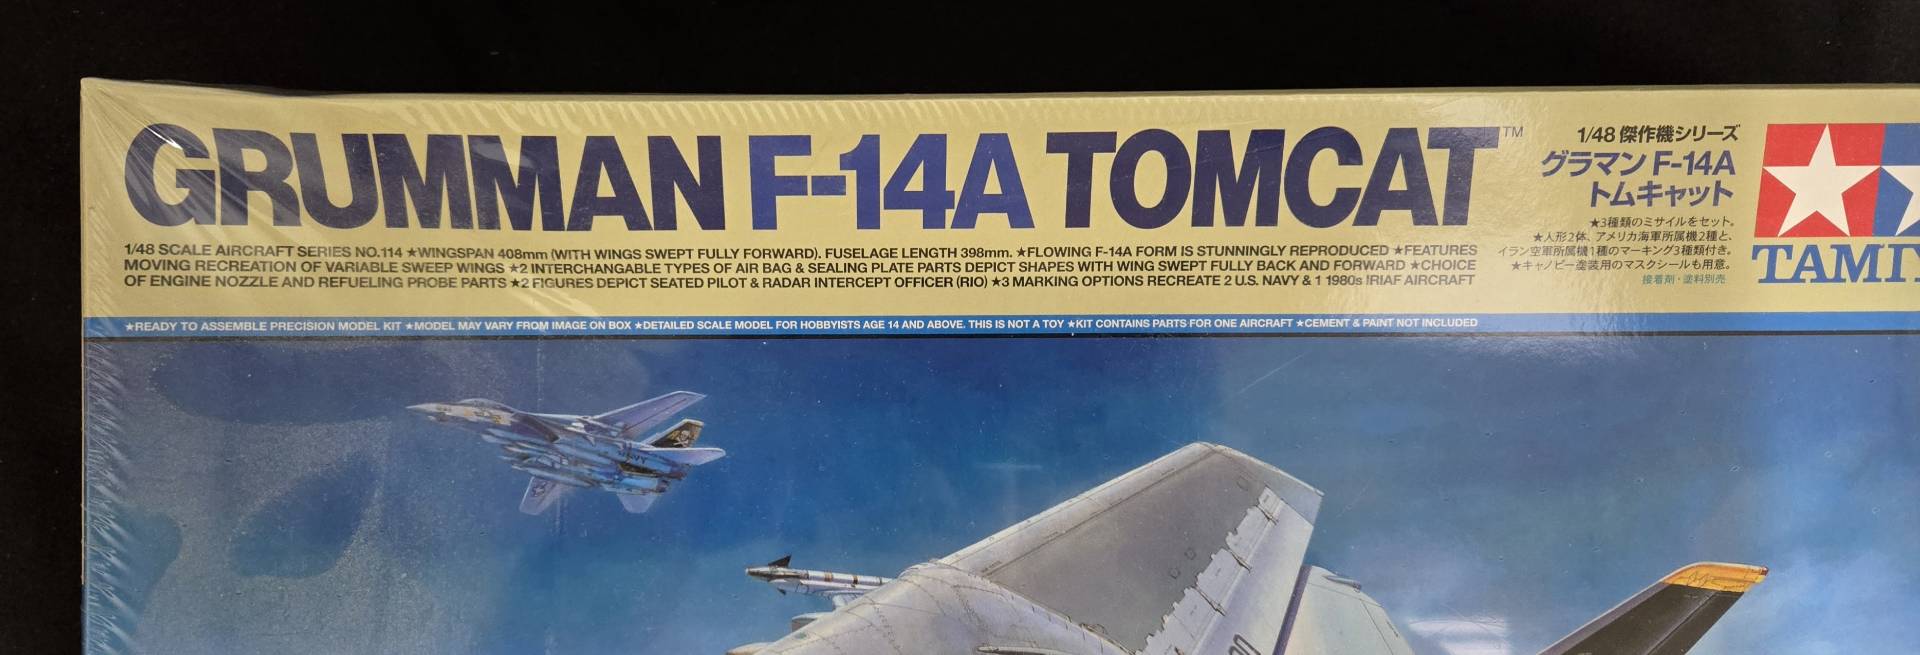 GRUMMAN F-14A TOMCAT™
1/48 SCALE AIRCRAFT SERIES NO.114 ★WINGSPAN 408mm (WITH WINGS SWEPT FULLY FORWARD). FUSELAGE LENGTH 398mm. ★FLOWING F-14A FORM IS STUNNINGLY REPRODUCED ★FEATURES
MOVING RECREATION OF VARIABLE SWEEP WINGS ★2 INTERCHANGABLE TYPES OF AIR BAG & SEALING PLATE PARTS DEPICT SHAPES WITH WING SWEPT FULLY BACK AND FORWARD ★CHOICE
OF ENGINE NOZZLE AND REFUELING PROBE PARTS ★2 FIGURES DEPICT SEATED PILOT & RADAR INTERCEPT OFFICER (RIO) ★3 MARKING OPTIONS RECREATE 2 U.S. NAVY & 1 1980s IRIAF AIRCRAFT
1/48 傑作機シリーズ
グラマン F-14A
トムキャット
★3種類のミサイルをセット。
★人形2体、アメリカ海軍所属機2種と、
イラン空軍所属機1種のマーキング3種類付き。
★キャノピー塗装用のマスクシールも用意。
接着剤・塗料別売
TAMIY
★READY TO ASSEMBLE PRECISION MODEL KIT ★MODEL MAY VARY FROM IMAGE ON BOX ★DETAILED SCALE MODEL FOR HOBBYISTS AGE 14 AND ABOVE. THIS IS NOT A TOY ★KIT CONTAINS PARTS FOR ONE AIRCRAFT ★CEMENT & PAINT NOT INCLUDED
NAVY